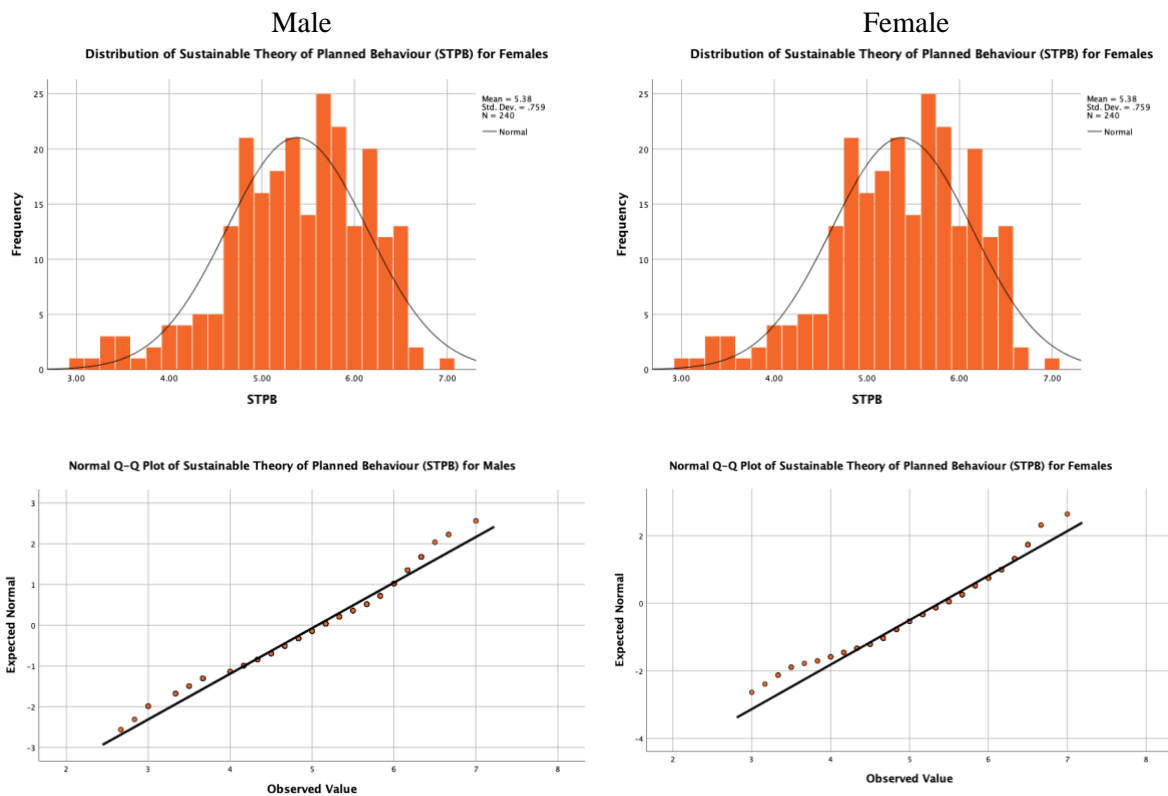 Male
Female
Distribution of Sustainable Theory of Planned Behaviour (STPB) for Females
Mean = 5.38
Std. Dev. = .759
N = 240
Normal
25
20
15
10
5
0
Frequency
3.00 4.00 5.00 6.00 7.00
STPB
Distribution of Sustainable Theory of Planned Behaviour (STPB) for Females
Mean = 5.38
Std. Dev. = .759
N = 240
Normal
25
20
15
10
5
0
Frequency
3.00 4.00 5.00 6.00 7.00
STPB
Normal Q-Q Plot of Sustainable Theory of Planned Behaviour (STPB) for Males
3
2
1
0
-1
-2
-3
Expected Normal
2 3 4 5 6 7 8
Observed Value
Normal Q-Q Plot of Sustainable Theory of Planned Behaviour (STPB) for Females
2
0
-2
-4
Expected Normal
2 3 4 5 6 7 8
Observed Value